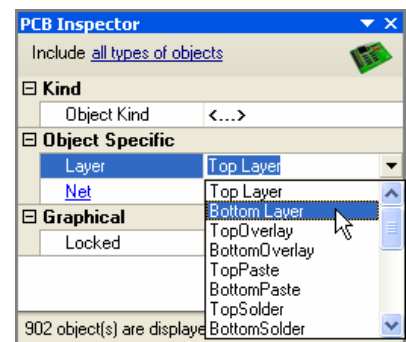 PCB Inspector
Include all types of objects
Kind
Object Kind <...>
Object Specific
Layer Top Layer
Net Top Layer
Bottom Layer
Graphical TopOverlay
Locked BottomOverlay
TopPaste
BottomPaste
TopSolder
902 object(s) are displaye BottomSolder